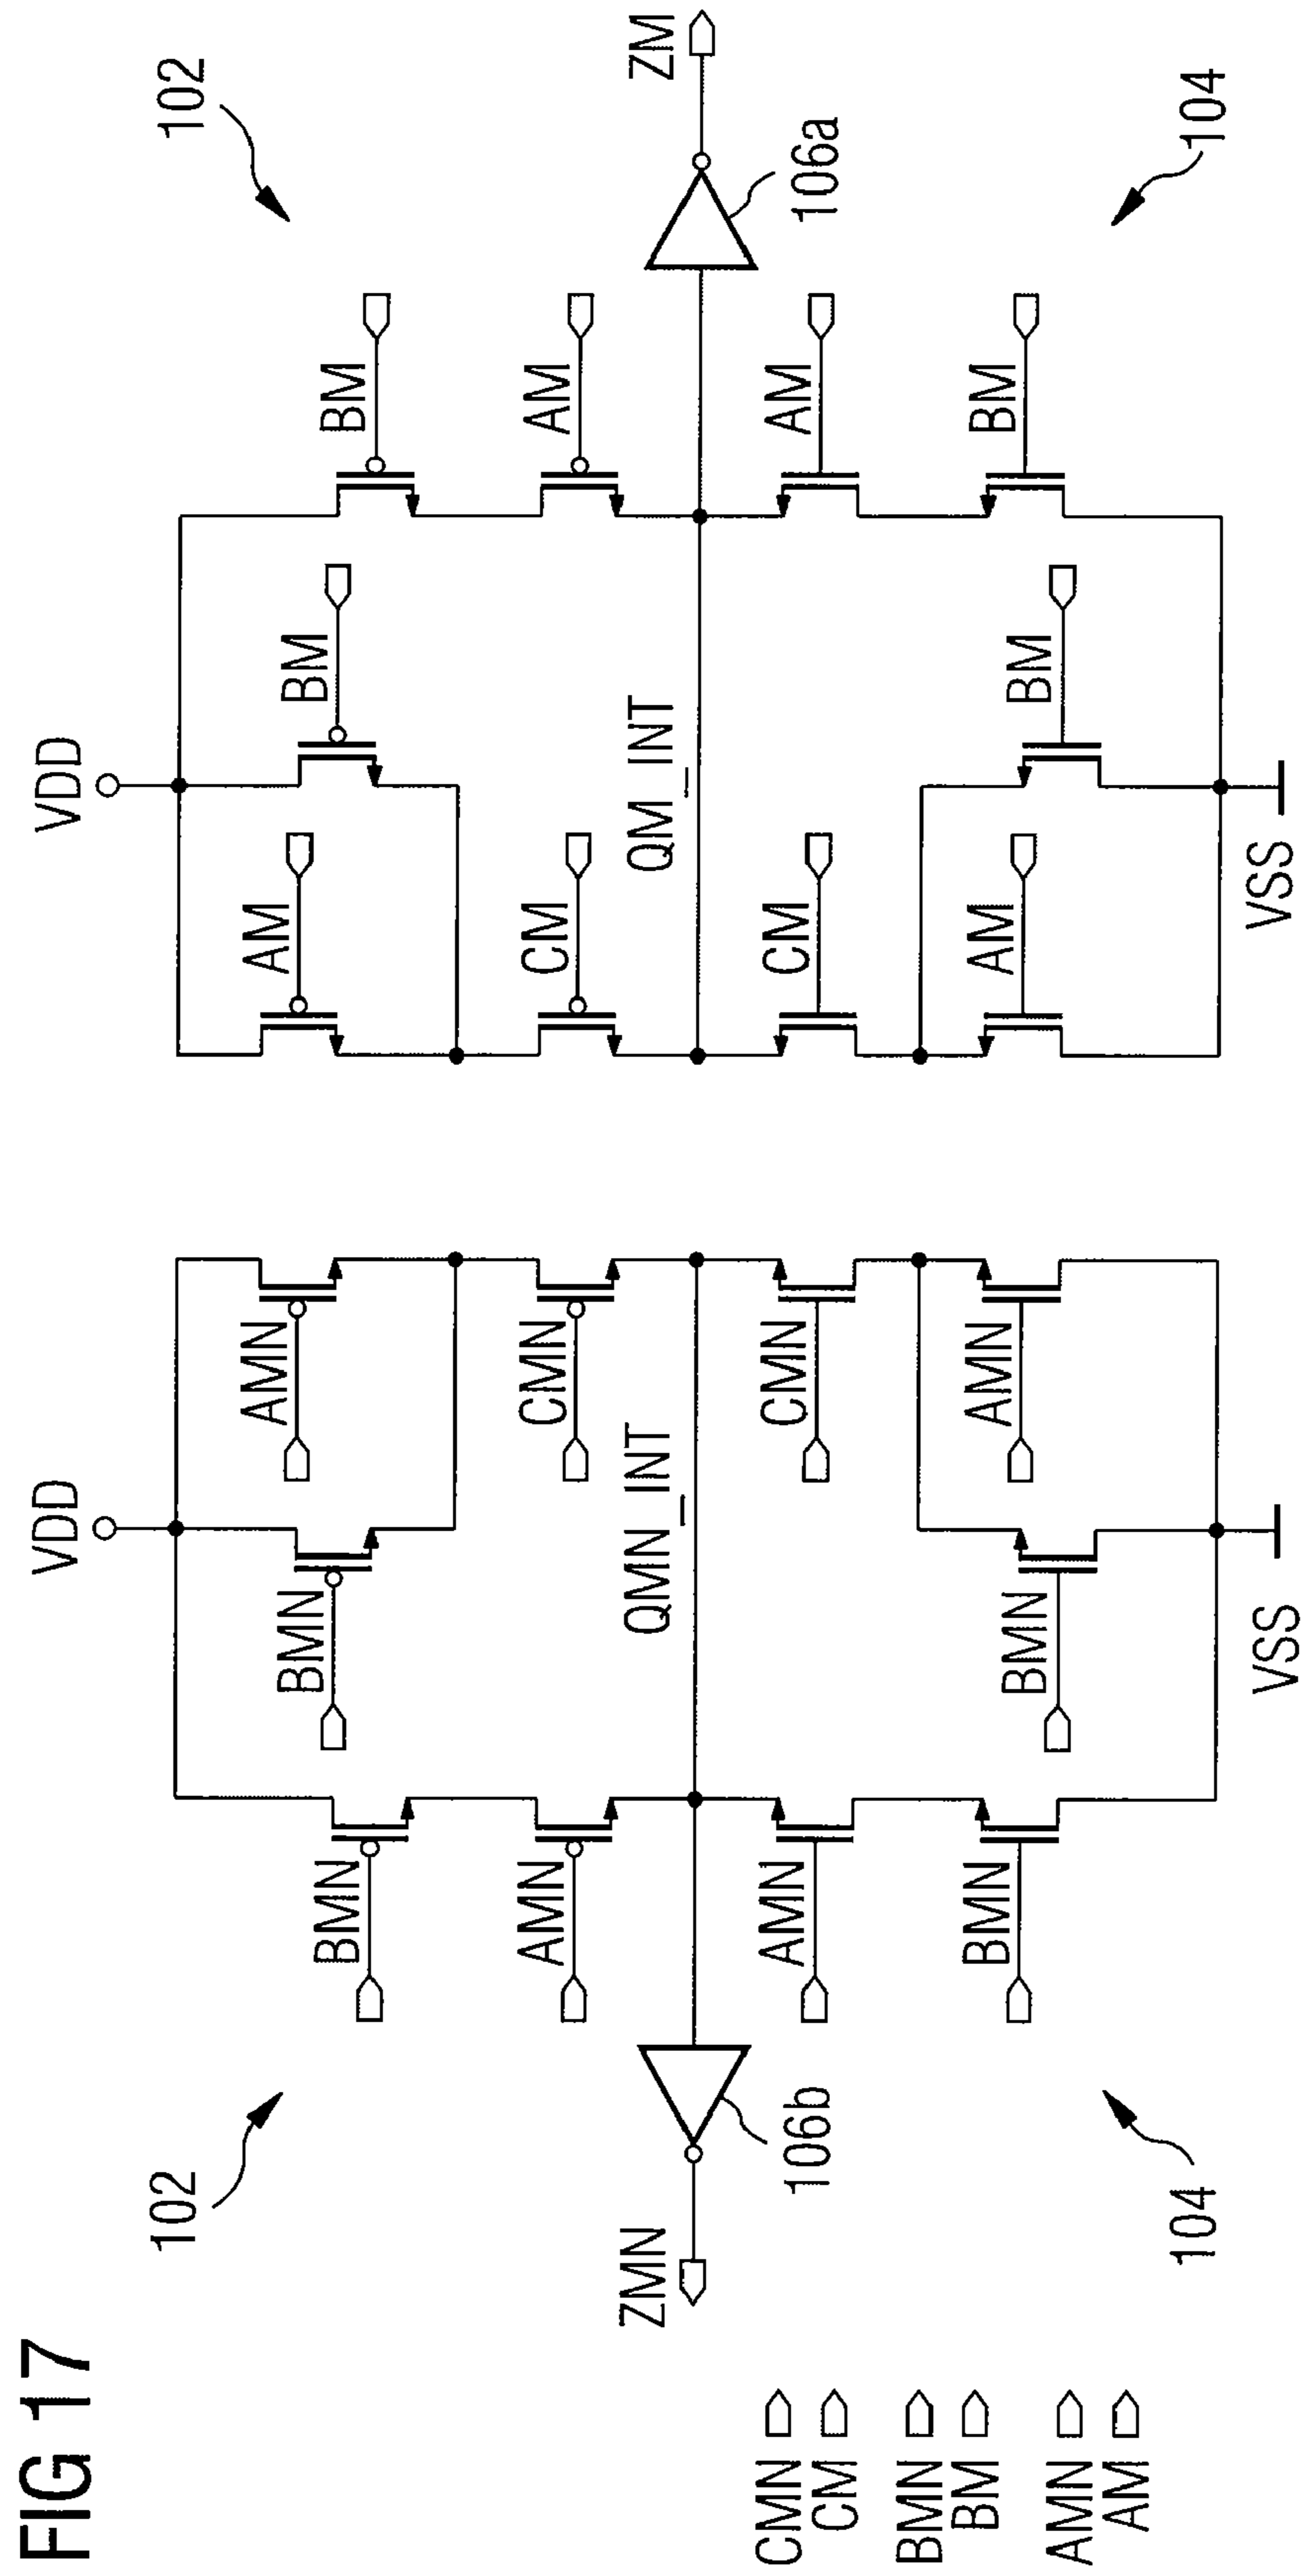 FIG 17
102
VDD
VDD
102
BMN
AMN
BMN
AMN
CMN
AM
BM
CM
BM
AM
ZMN
106b
QMN_INT
QM_INT
106a
ZM
AMN
BMN
CMN
AMN
BMN
CM
AM
BM
AM
BM
104
VSS
VSS
104
CMN
CM
BMN
BM
AMN
AM